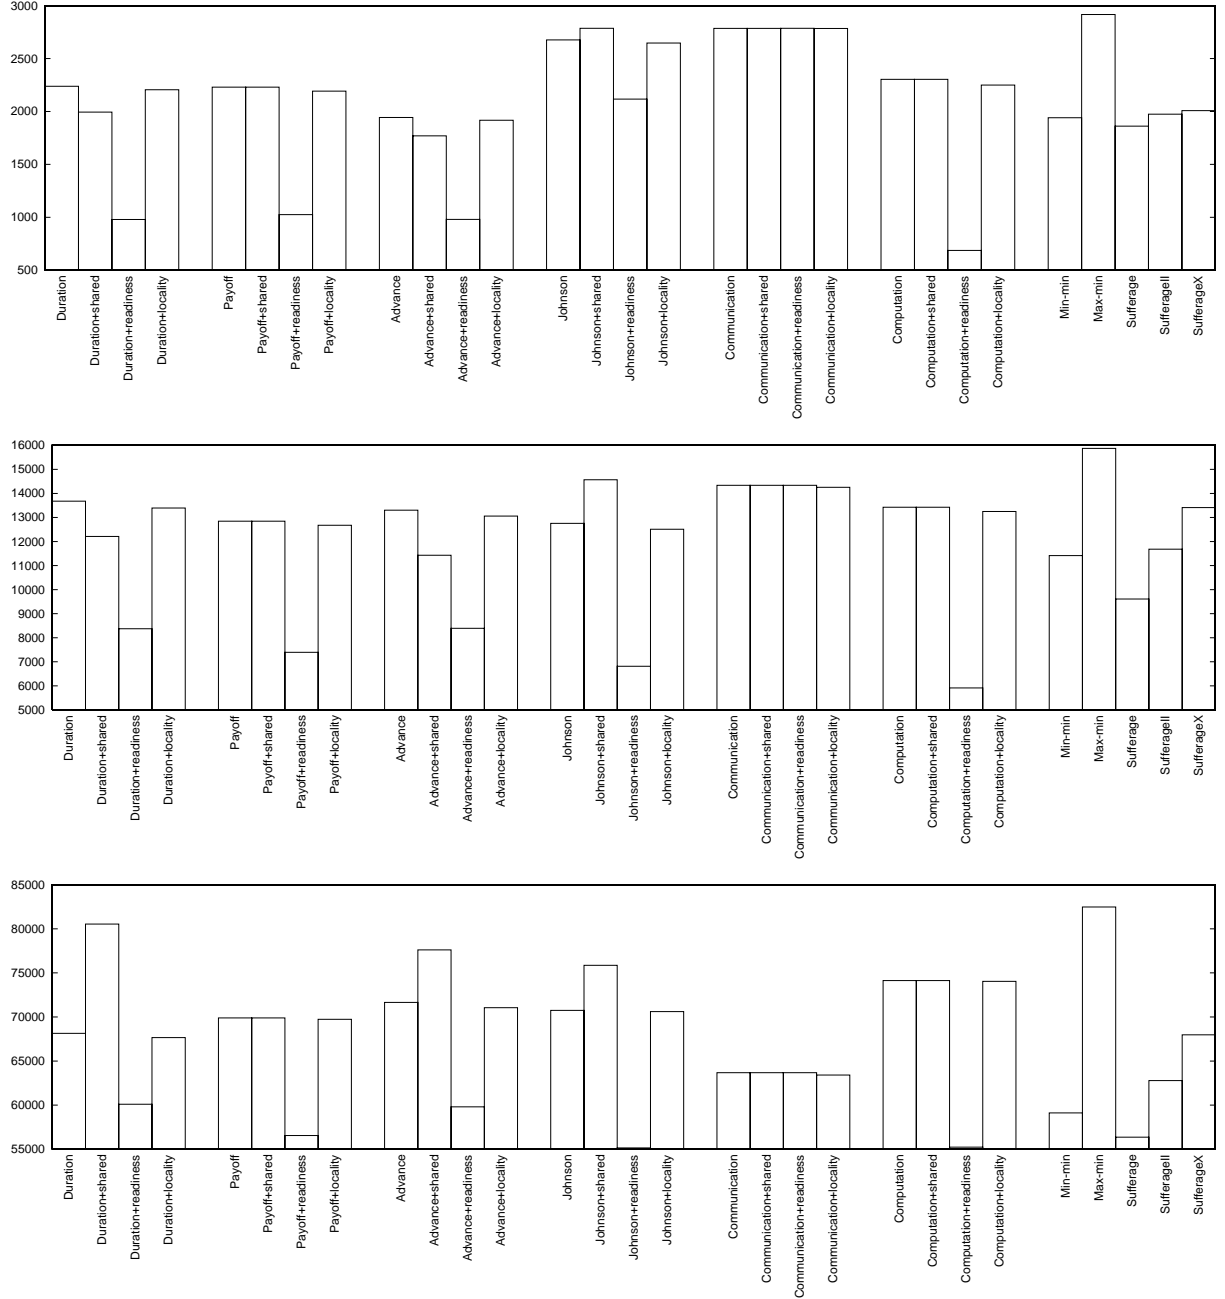 3000
2500
2000
1500
1000
500
Duration
Duration+shared
Duration+readiness
Duration+locality
Payoff
Payoff+shared
Payoff+readiness
Payoff+locality
Advance
Advance+shared
Advance+readiness
Advance+locality
Johnson
Johnson+shared
Johnson+readiness
Johnson+locality
Communication
Communication+shared
Communication+readiness
Communication+locality
Computation
Computation+shared
Computation+readiness
Computation+locality
Min-min
Max-min
Sufferage
SufferageII
SufferageX
16000
15000
14000
13000
12000
11000
10000
9000
8000
7000
6000
5000
Duration
Duration+shared
Duration+readiness
Duration+locality
Payoff
Payoff+shared
Payoff+readiness
Payoff+locality
Advance
Advance+shared
Advance+readiness
Advance+locality
Johnson
Johnson+shared
Johnson+readiness
Johnson+locality
Communication
Communication+shared
Communication+readiness
Communication+locality
Computation
Computation+shared
Computation+readiness
Computation+locality
Min-min
Max-min
Sufferage
SufferageII
SufferageX
85000
80000
75000
70000
65000
60000
55000
Duration
Duration+shared
Duration+readiness
Duration+locality
Payoff
Payoff+shared
Payoff+readiness
Payoff+locality
Advance
Advance+shared
Advance+readiness
Advance+locality
Johnson
Johnson+shared
Johnson+readiness
Johnson+locality
Communication
Communication+shared
Communication+readiness
Communication+locality
Computation
Computation+shared
Computation+readiness
Computation+locality
Min-min
Max-min
Sufferage
SufferageII
SufferageX